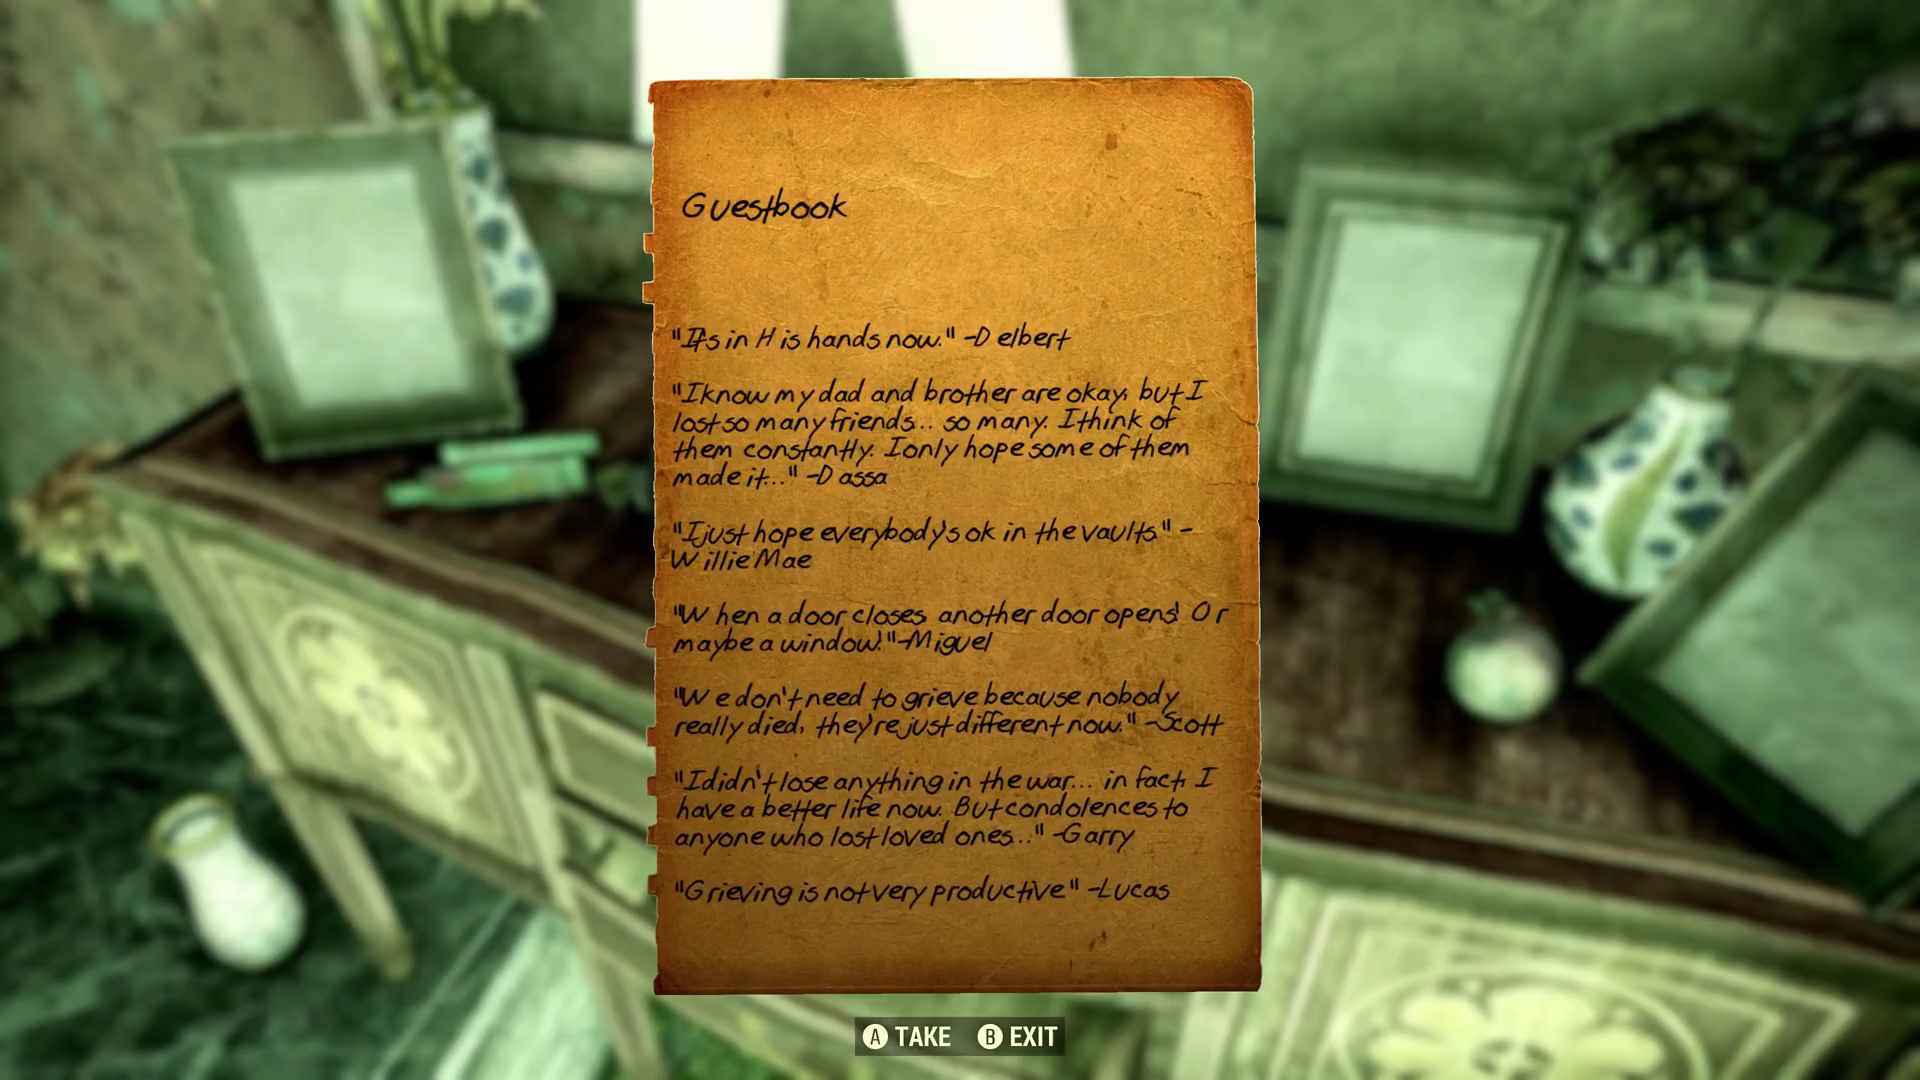 Guestbook
"It's in His hands now." -Delbert
"I know my dad and brother are okay, but I
lost so many friends... so many. I think of
them constantly. I only hope some of them
made it..." -Dassa
"I just hope everybody's ok in the vaults." -
Willie Mae
"When a door closes, another door opens! Or
maybe a window!" -Miguel
"We don't need to grieve because nobody
really died, they're just different now." -Scott
"I didn't lose anything in the war... in fact, I
have a better life now. But condolences to
anyone who lost loved ones..." -Garry
"Grieving is not very productive" -Lucas
A TAKE B EXIT